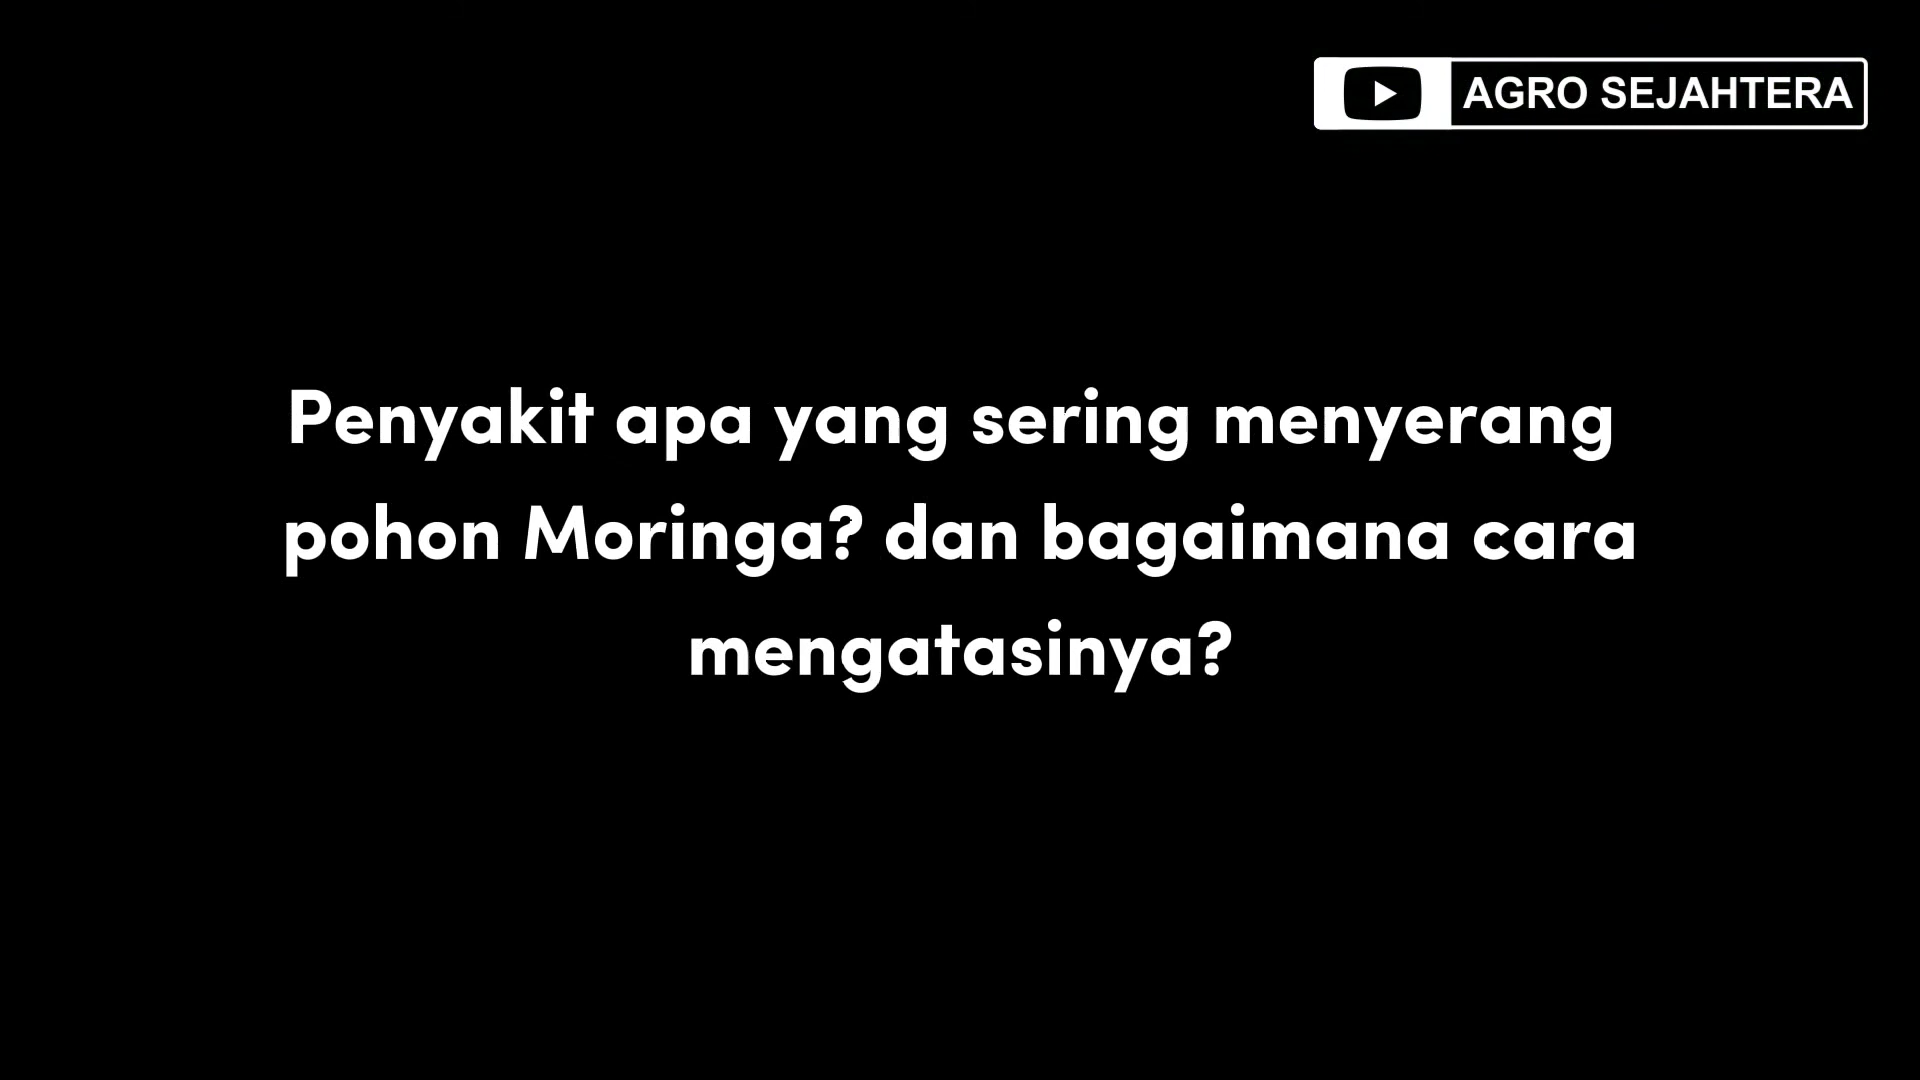 AGRO SEJAHTERA
Penyakit apa yang sering menyerang
pohon Moringa? dan bagaimana cara
mengatasinya?